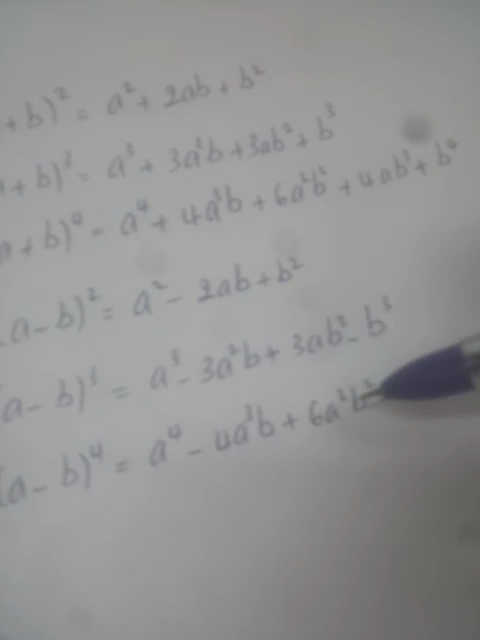 + b)² = a² + 2ab + b²
a + b)³ = a³ + 3a²b + 3ab² + b³
a + b)⁴ = a⁴ + 4a³b + 6a²b² + 4ab³ + b⁴
(a - b)² = a² - 2ab + b²
(a - b)³ = a³ - 3a²b + 3ab² - b³
(a - b)⁴ = a⁴ - 4a³b + 6a²b²